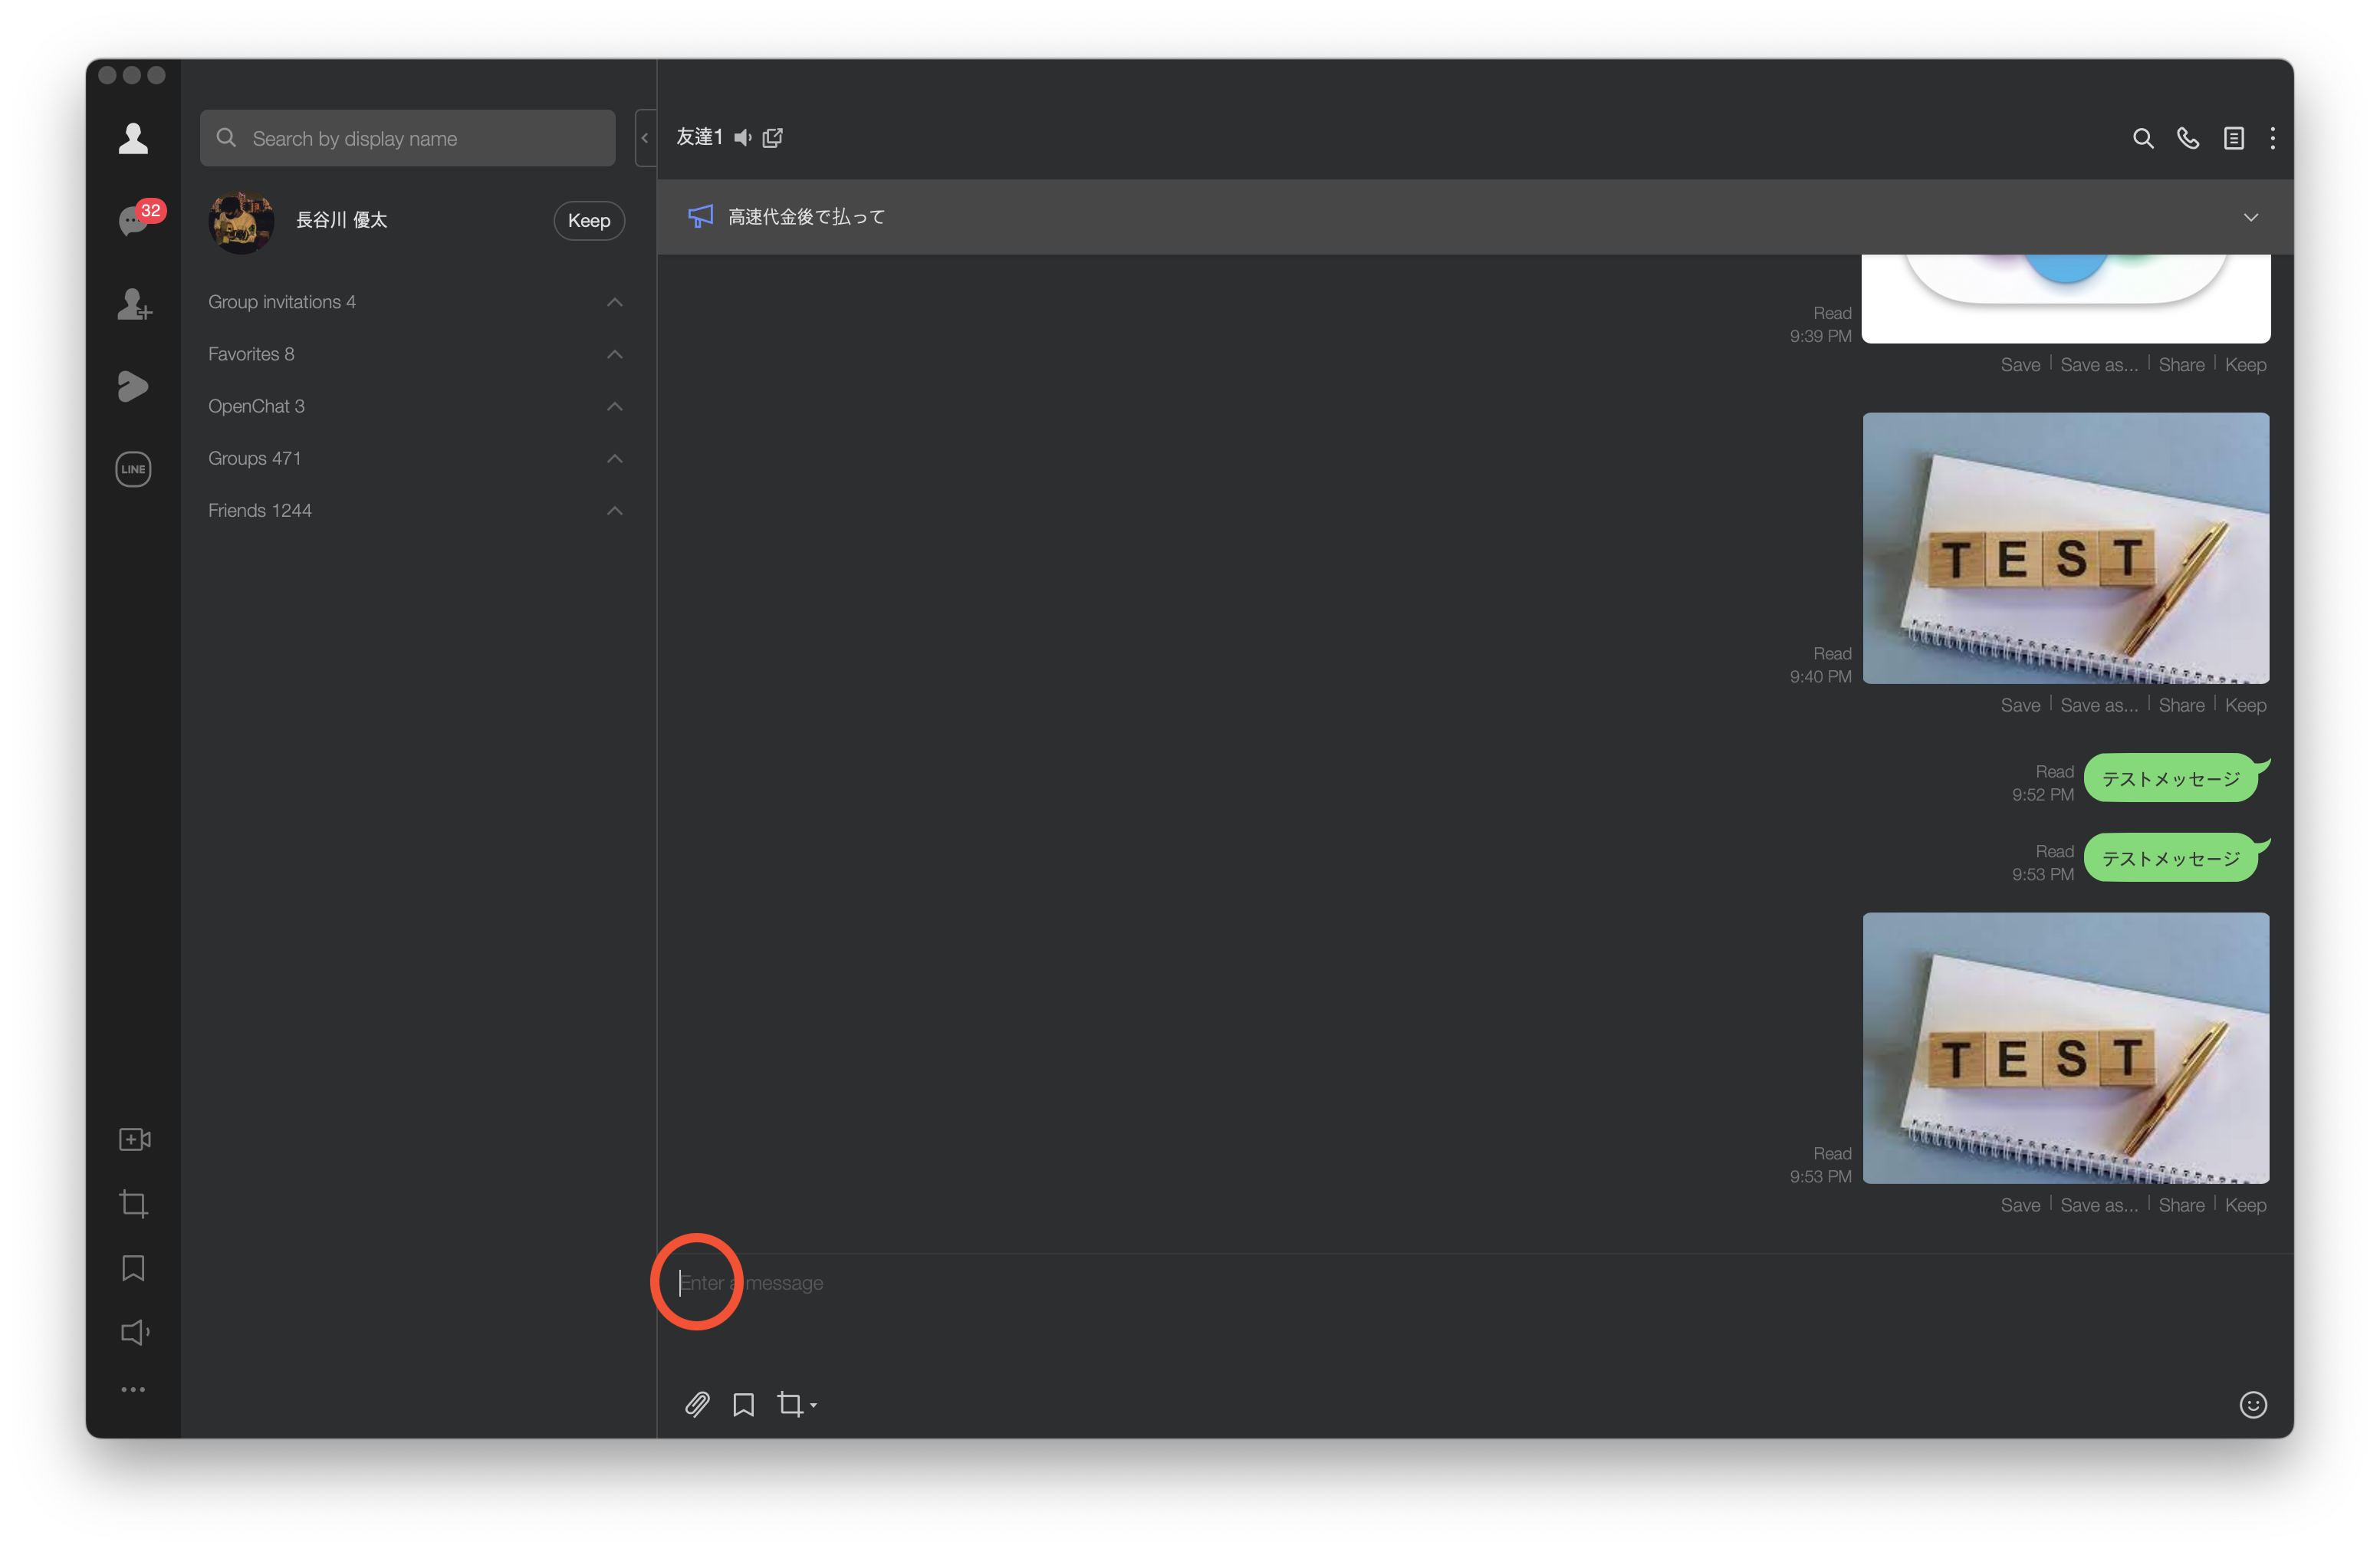 Search by display name
32
長谷川 優太
Keep
Group invitations 4
Favorites 8
OpenChat 3
Groups 471
Friends 1244
LINE
友達1
高速代金後で払って
Read
9:39 PM
Save | Save as... | Share | Keep
TEST
Read
9:40 PM
Save | Save as... | Share | Keep
Read
9:52 PM
テストメッセージ
Read
9:53 PM
テストメッセージ
TEST
Read
9:53 PM
Save | Save as... | Share | Keep
Enter a message